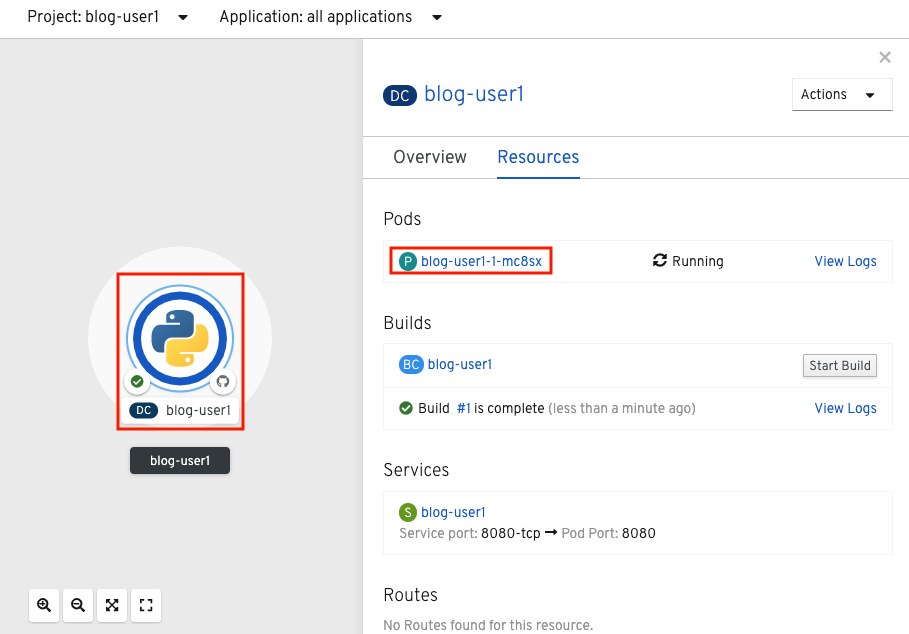 Project: blog-user1 Application: all applications
DC blog-user1
Actions
Overview Resources
Pods
P blog-user1-1-mc8sx Running View Logs
Builds
BC blog-user1 Start Build
Build #1 is complete (less than a minute ago) View Logs
Services
S blog-user1
Service port: 8080-tcp → Pod Port: 8080
Routes
No Routes found for this resource.
DC blog-user1
blog-user1